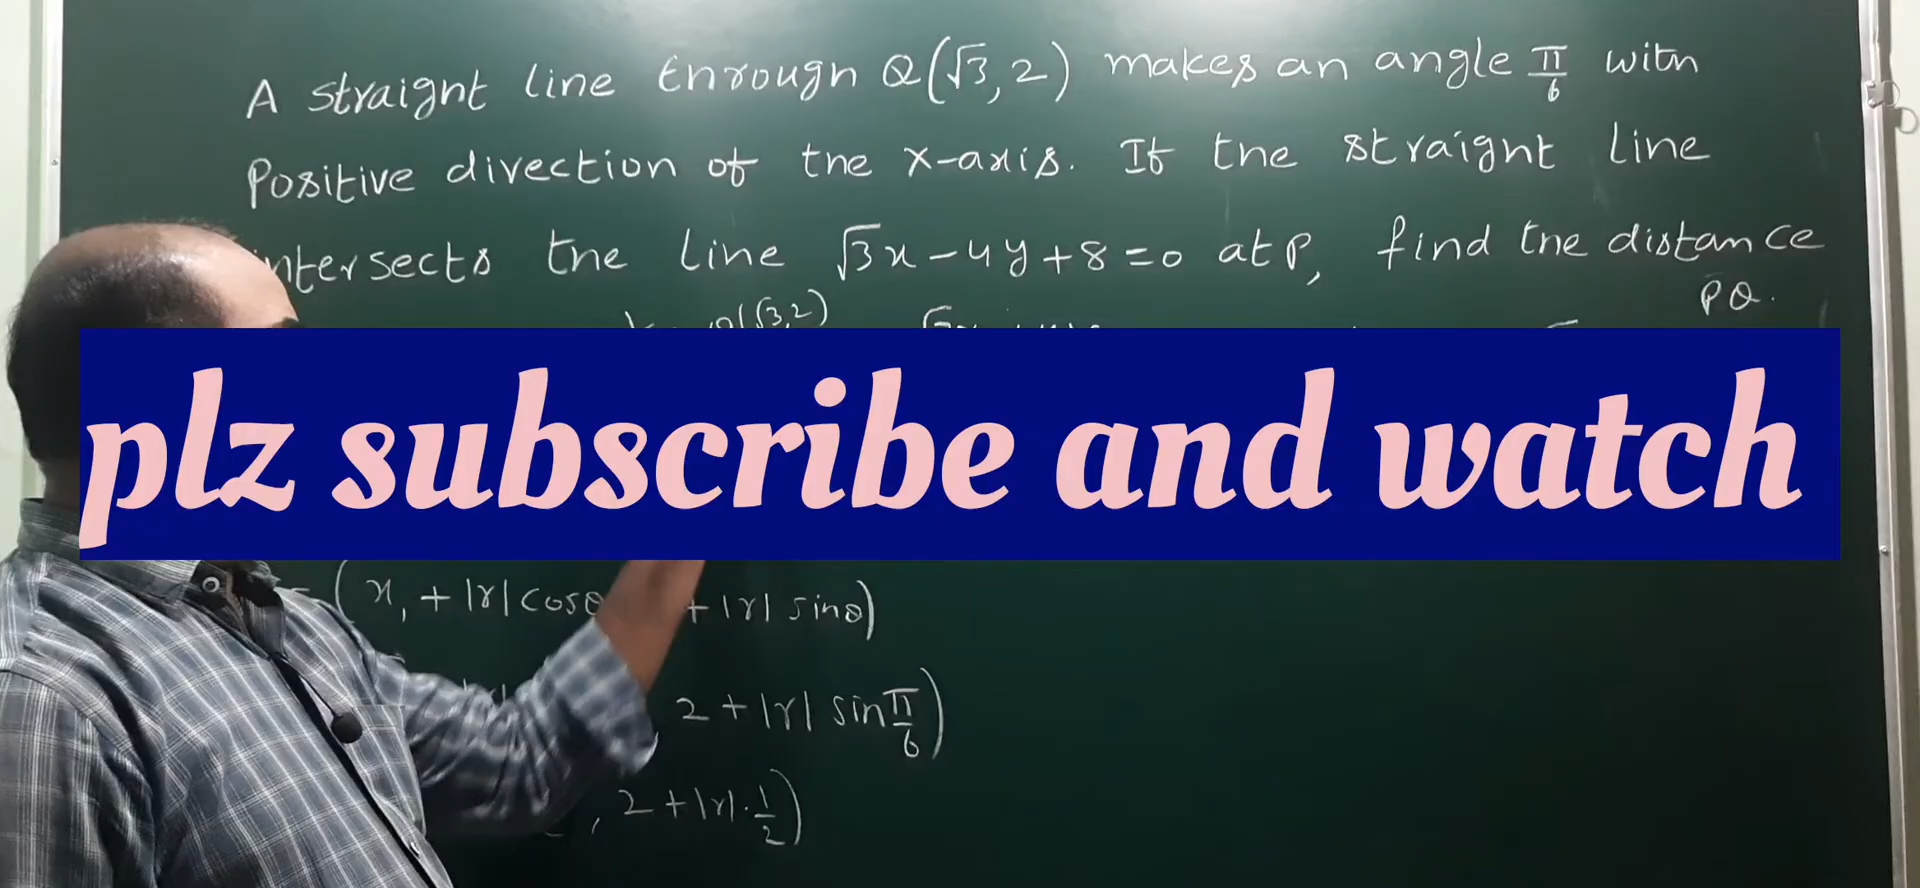 A straight line through Q(√3, 2) makes an angle π/6 with
Positive direction of the x-axis. If the straight line
intersects the line √3x - 4y + 8 = 0 at P, find the distance
PQ.
Q(√3, 2)
plz subscribe and watch
(x₁ + |r| cosθ + |r| sinθ)
2 + |r| sin π/6)
, 2 + |r| · 1/2)